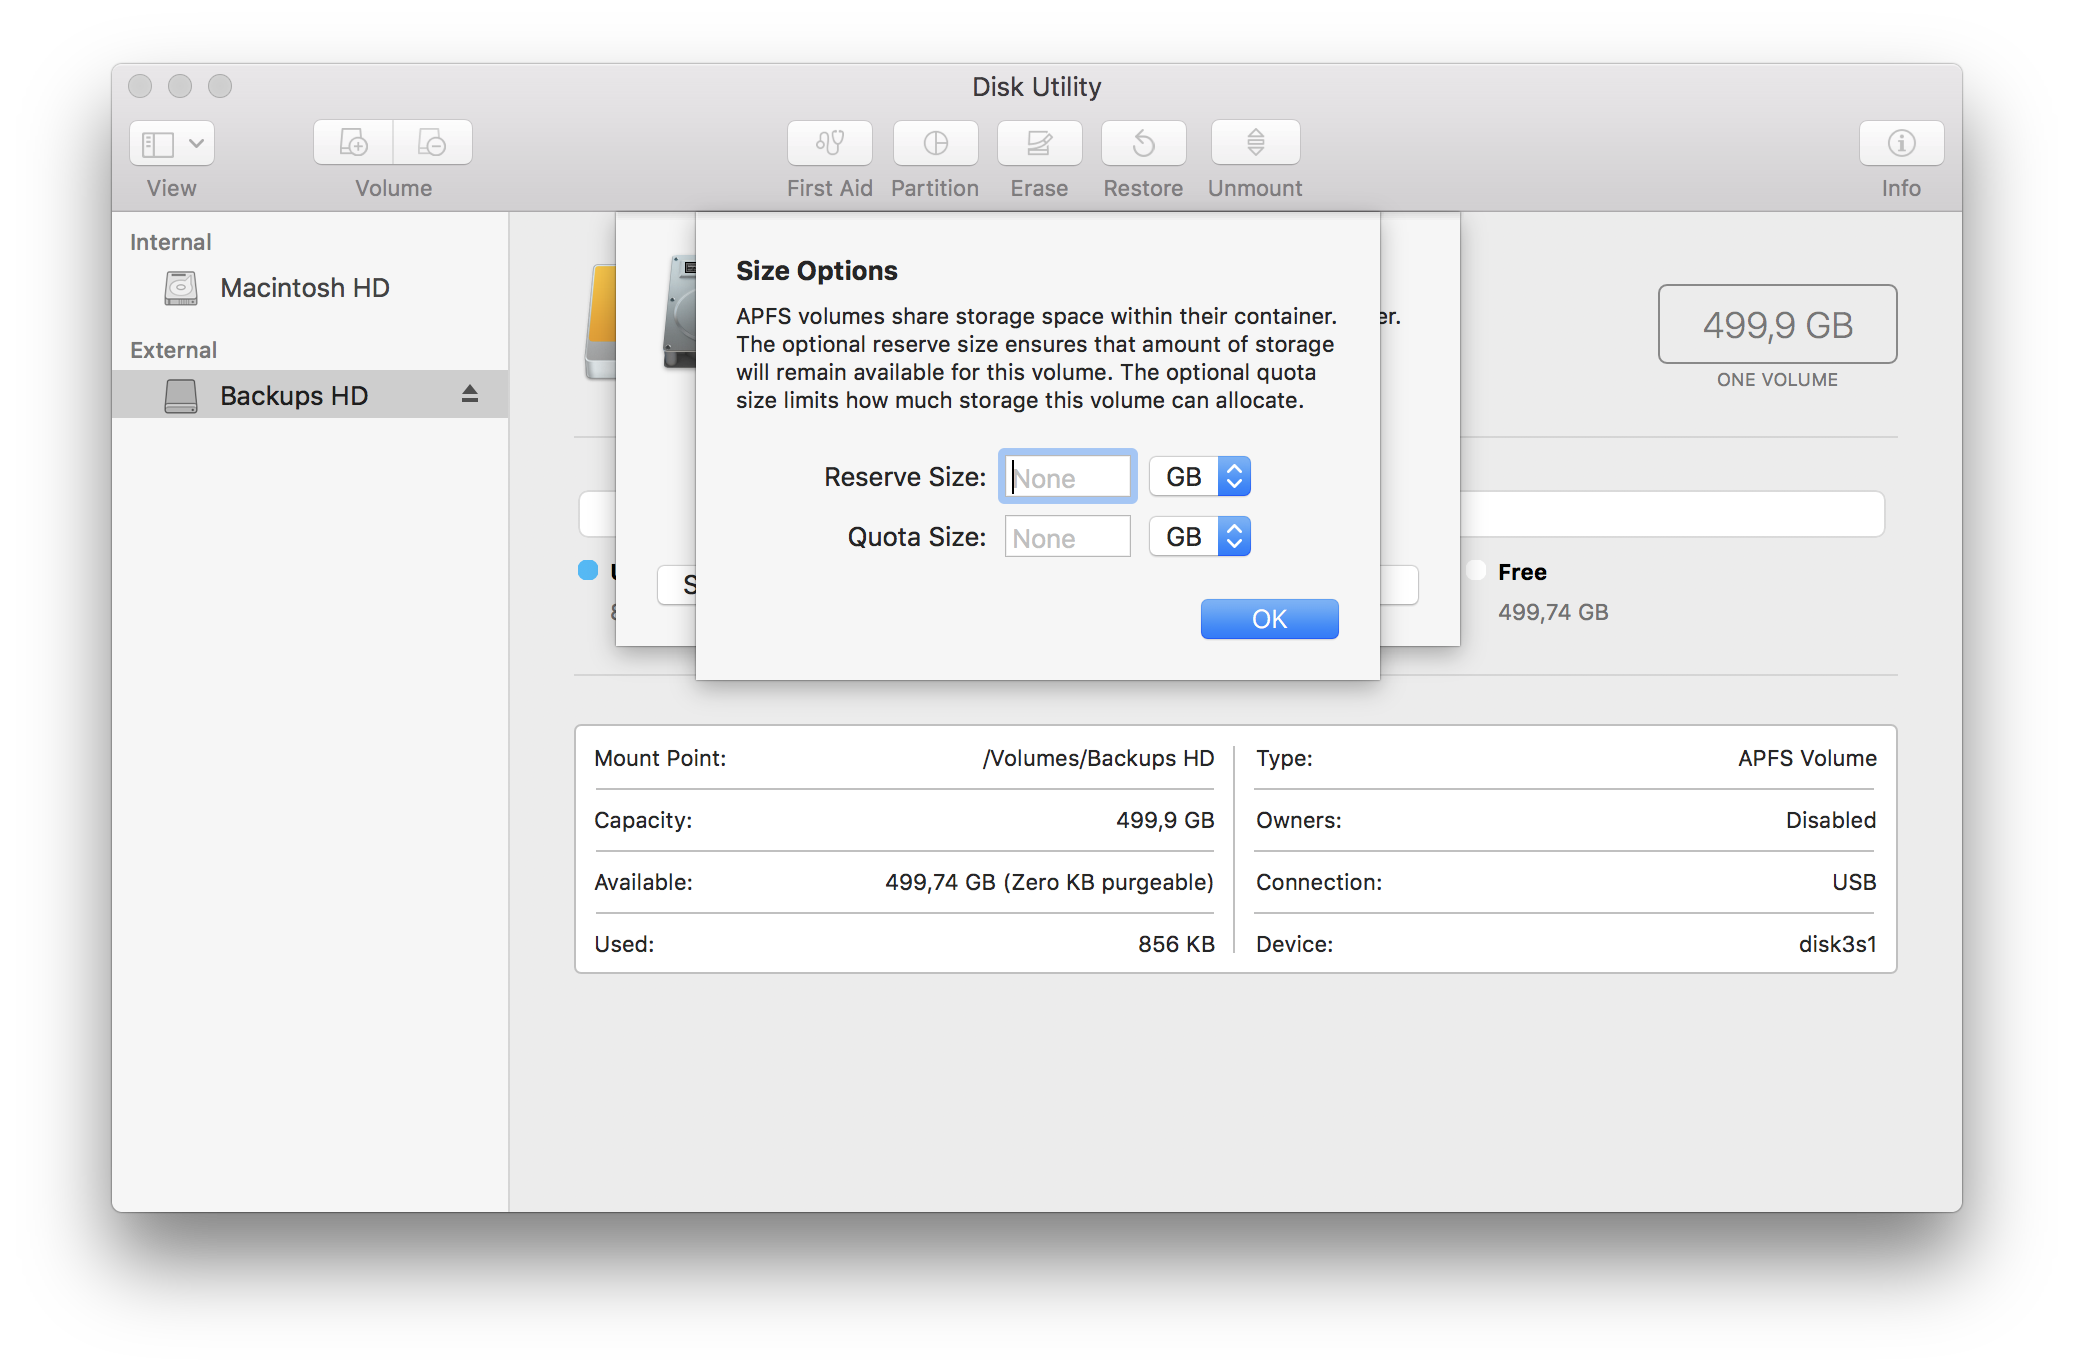 Disk Utility
View
Volume
First Aid
Partition
Erase
Restore
Unmount
Info
Internal
Macintosh HD
External
Backups HD
Size Options
APFS volumes share storage space within their container.
The optional reserve size ensures that amount of storage
will remain available for this volume. The optional quota
size limits how much storage this volume can allocate.
Reserve Size: None GB
Quota Size: None GB
OK
er.
499,9 GB
ONE VOLUME
S
Free
499,74 GB
Mount Point: /Volumes/Backups HD
Capacity: 499,9 GB
Available: 499,74 GB (Zero KB purgeable)
Used: 856 KB
Type: APFS Volume
Owners: Disabled
Connection: USB
Device: disk3s1